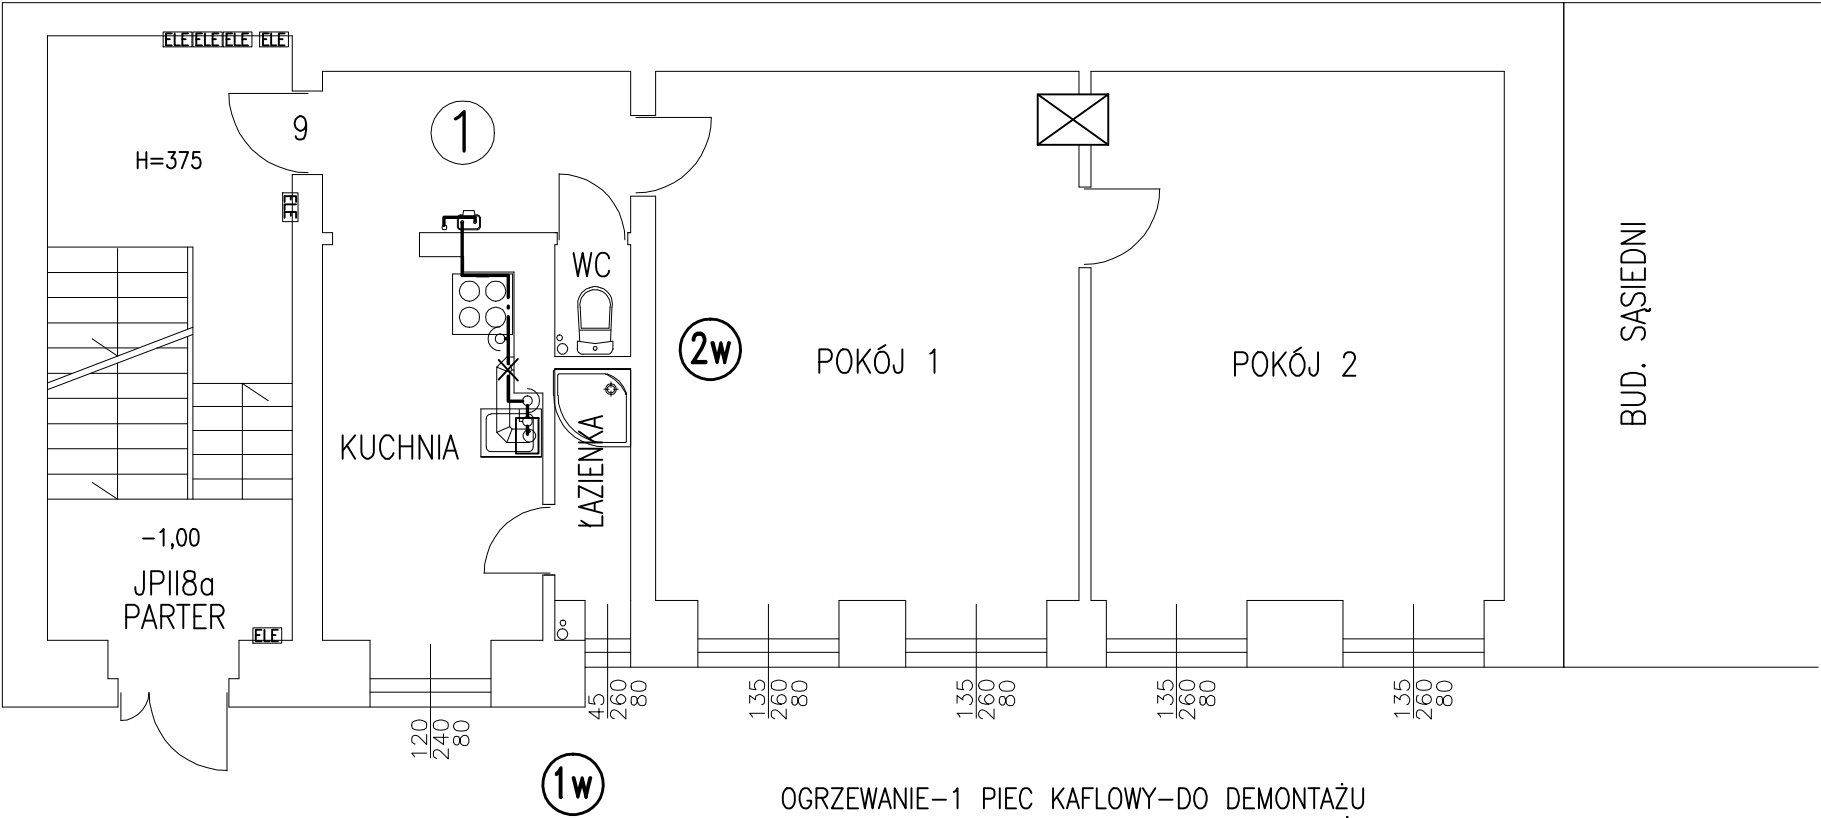 ELE ELE ELE ELE
9
1
H=375
ELE
WC
2w
POKÓJ 1
POKÓJ 2
BUD. SĄSIEDNI
KUCHNIA
ŁAZIENKA
-1,00
JPII8a
PARTER
ELE
120
240
80
45
260
80
135
260
80
135
260
80
135
260
80
135
260
80
1w
OGRZEWANIE-1 PIEC KAFLOWY-DO DEMONTAŻU